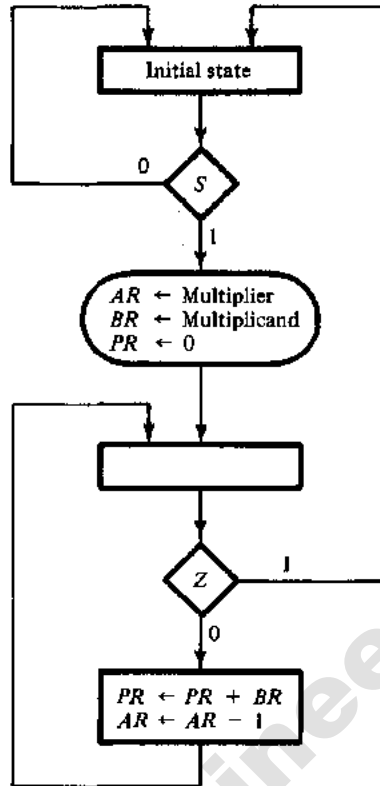 Initial state
0
S
1
AR ← Multiplier
BR ← Multiplicand
PR ← 0
Z
1
0
PR ← PR + BR
AR ← AR − 1